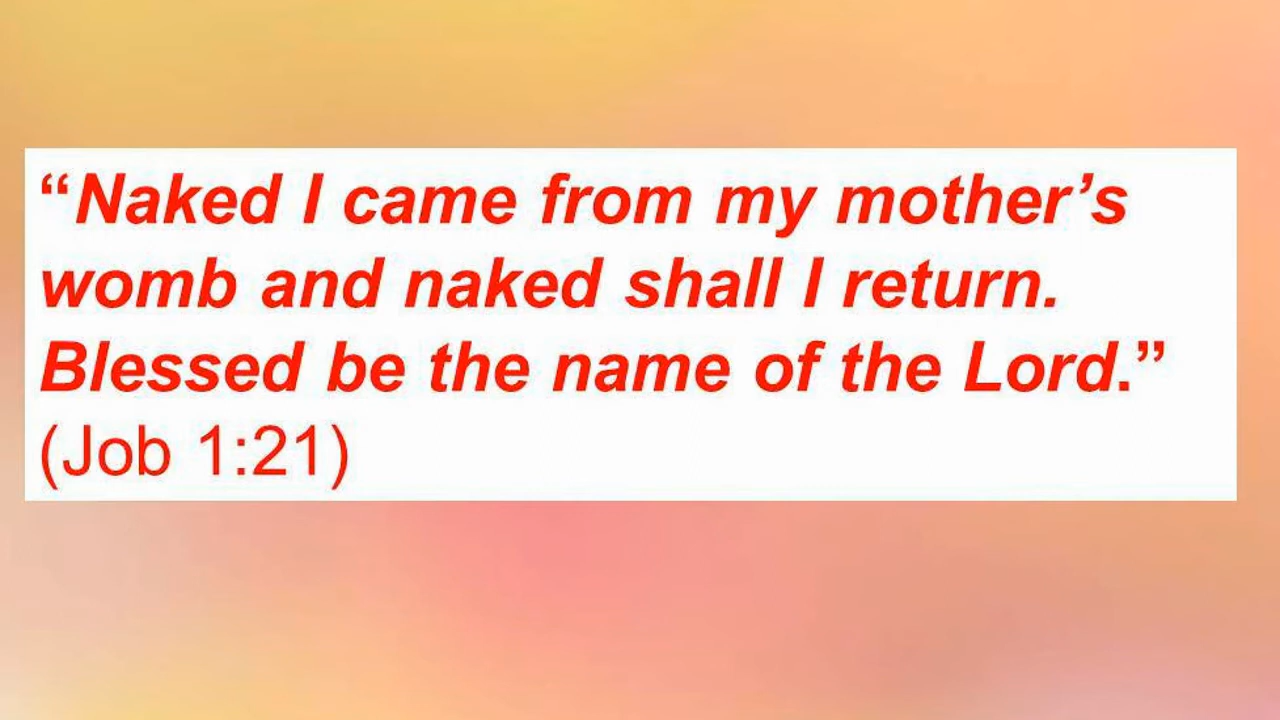 “Naked I came from my mother’s
womb and naked shall I return.
Blessed be the name of the Lord.”
(Job 1:21)